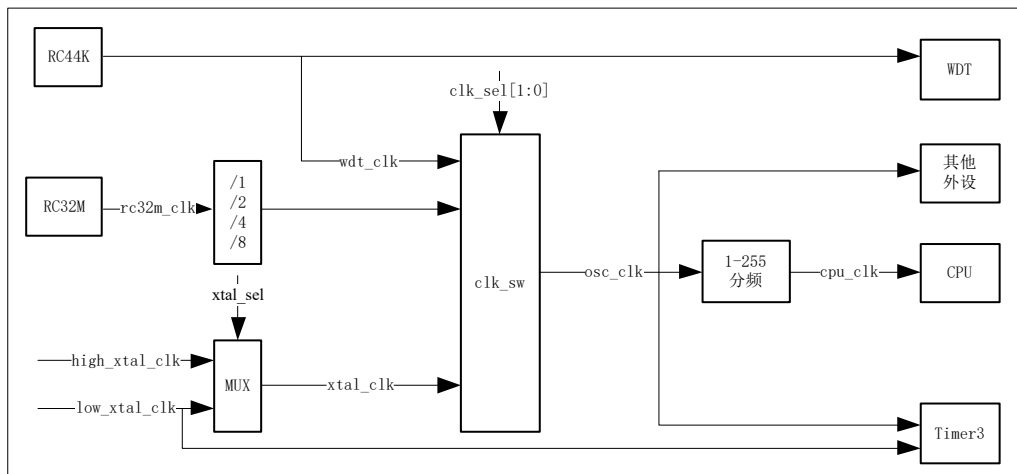 RC44K
WDT
clk_sel[1:0]
wdt_clk
其他
外设
RC32M
rc32m_clk
/1
/2
/4
/8
clk_sw
osc_clk
1-255
分频
cpu_clk
CPU
xtal_sel
high_xtal_clk
MUX
xtal_clk
low_xtal_clk
Timer3